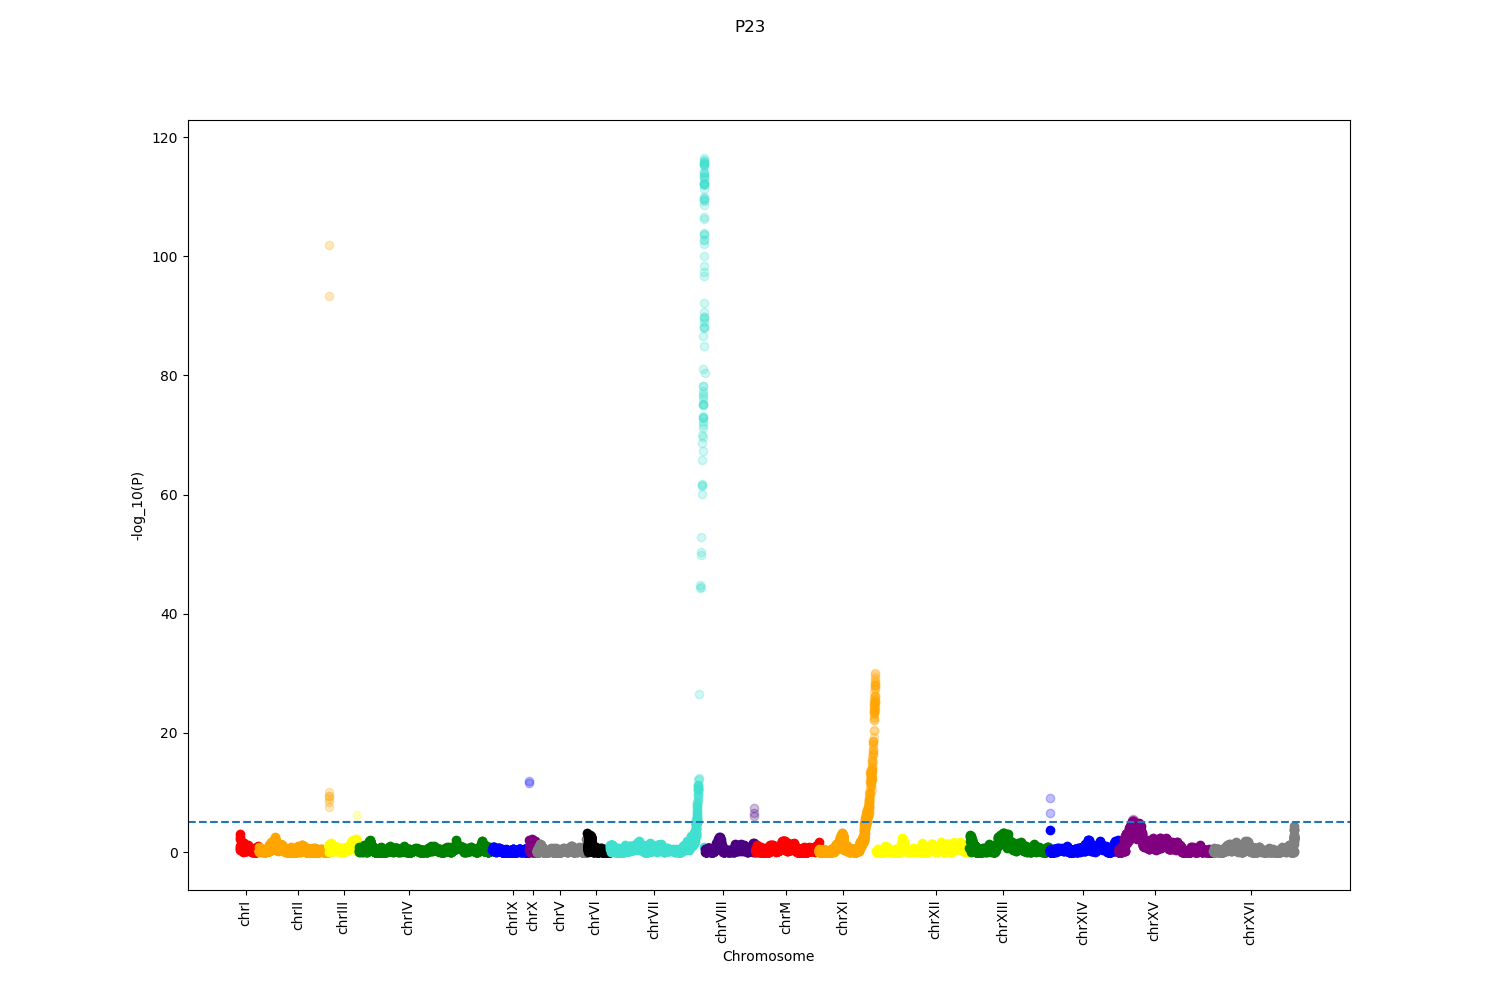 P23
120
100
80
60
40
20
0
-log_10(P)
chrI
chrII
chrIII
chrIV
chrIX
chrX
chrV
chrVI
chrVII
chrVIII
chrM
chrXI
chrXII
chrXIII
chrXIV
chrXV
chrXVI
Chromosome